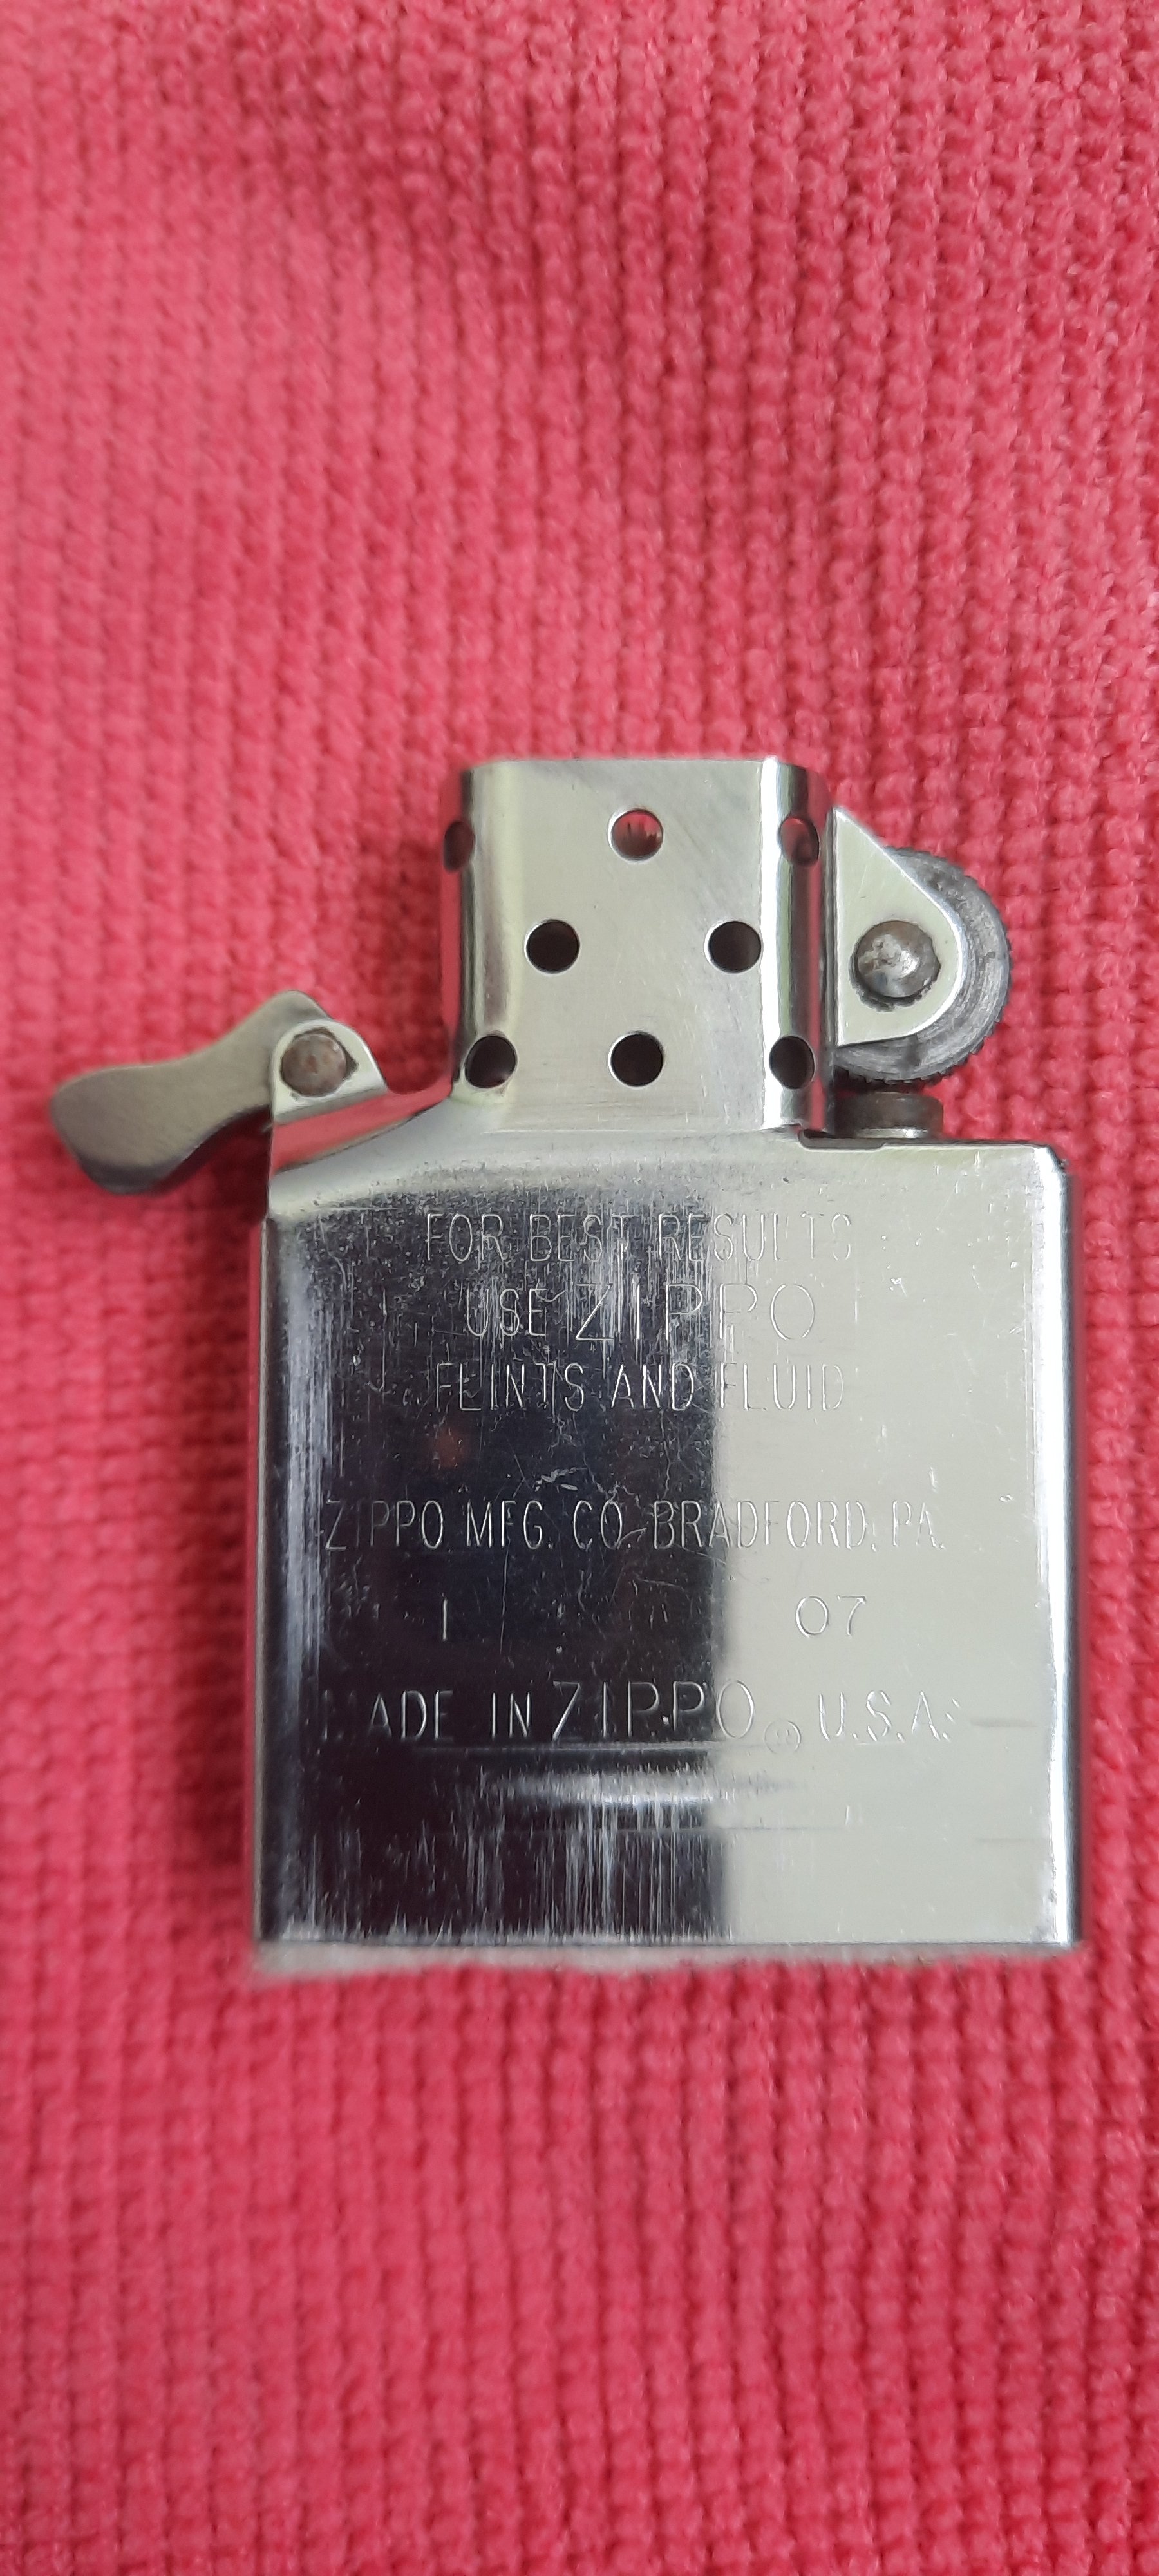 FOR BEST RESULTS
USE ZIPPO
FLINTS AND FLUID
ZIPPO MFG. CO. BRADFORD, PA.
I 07
MADE IN ZIPPO ® U.S.A.